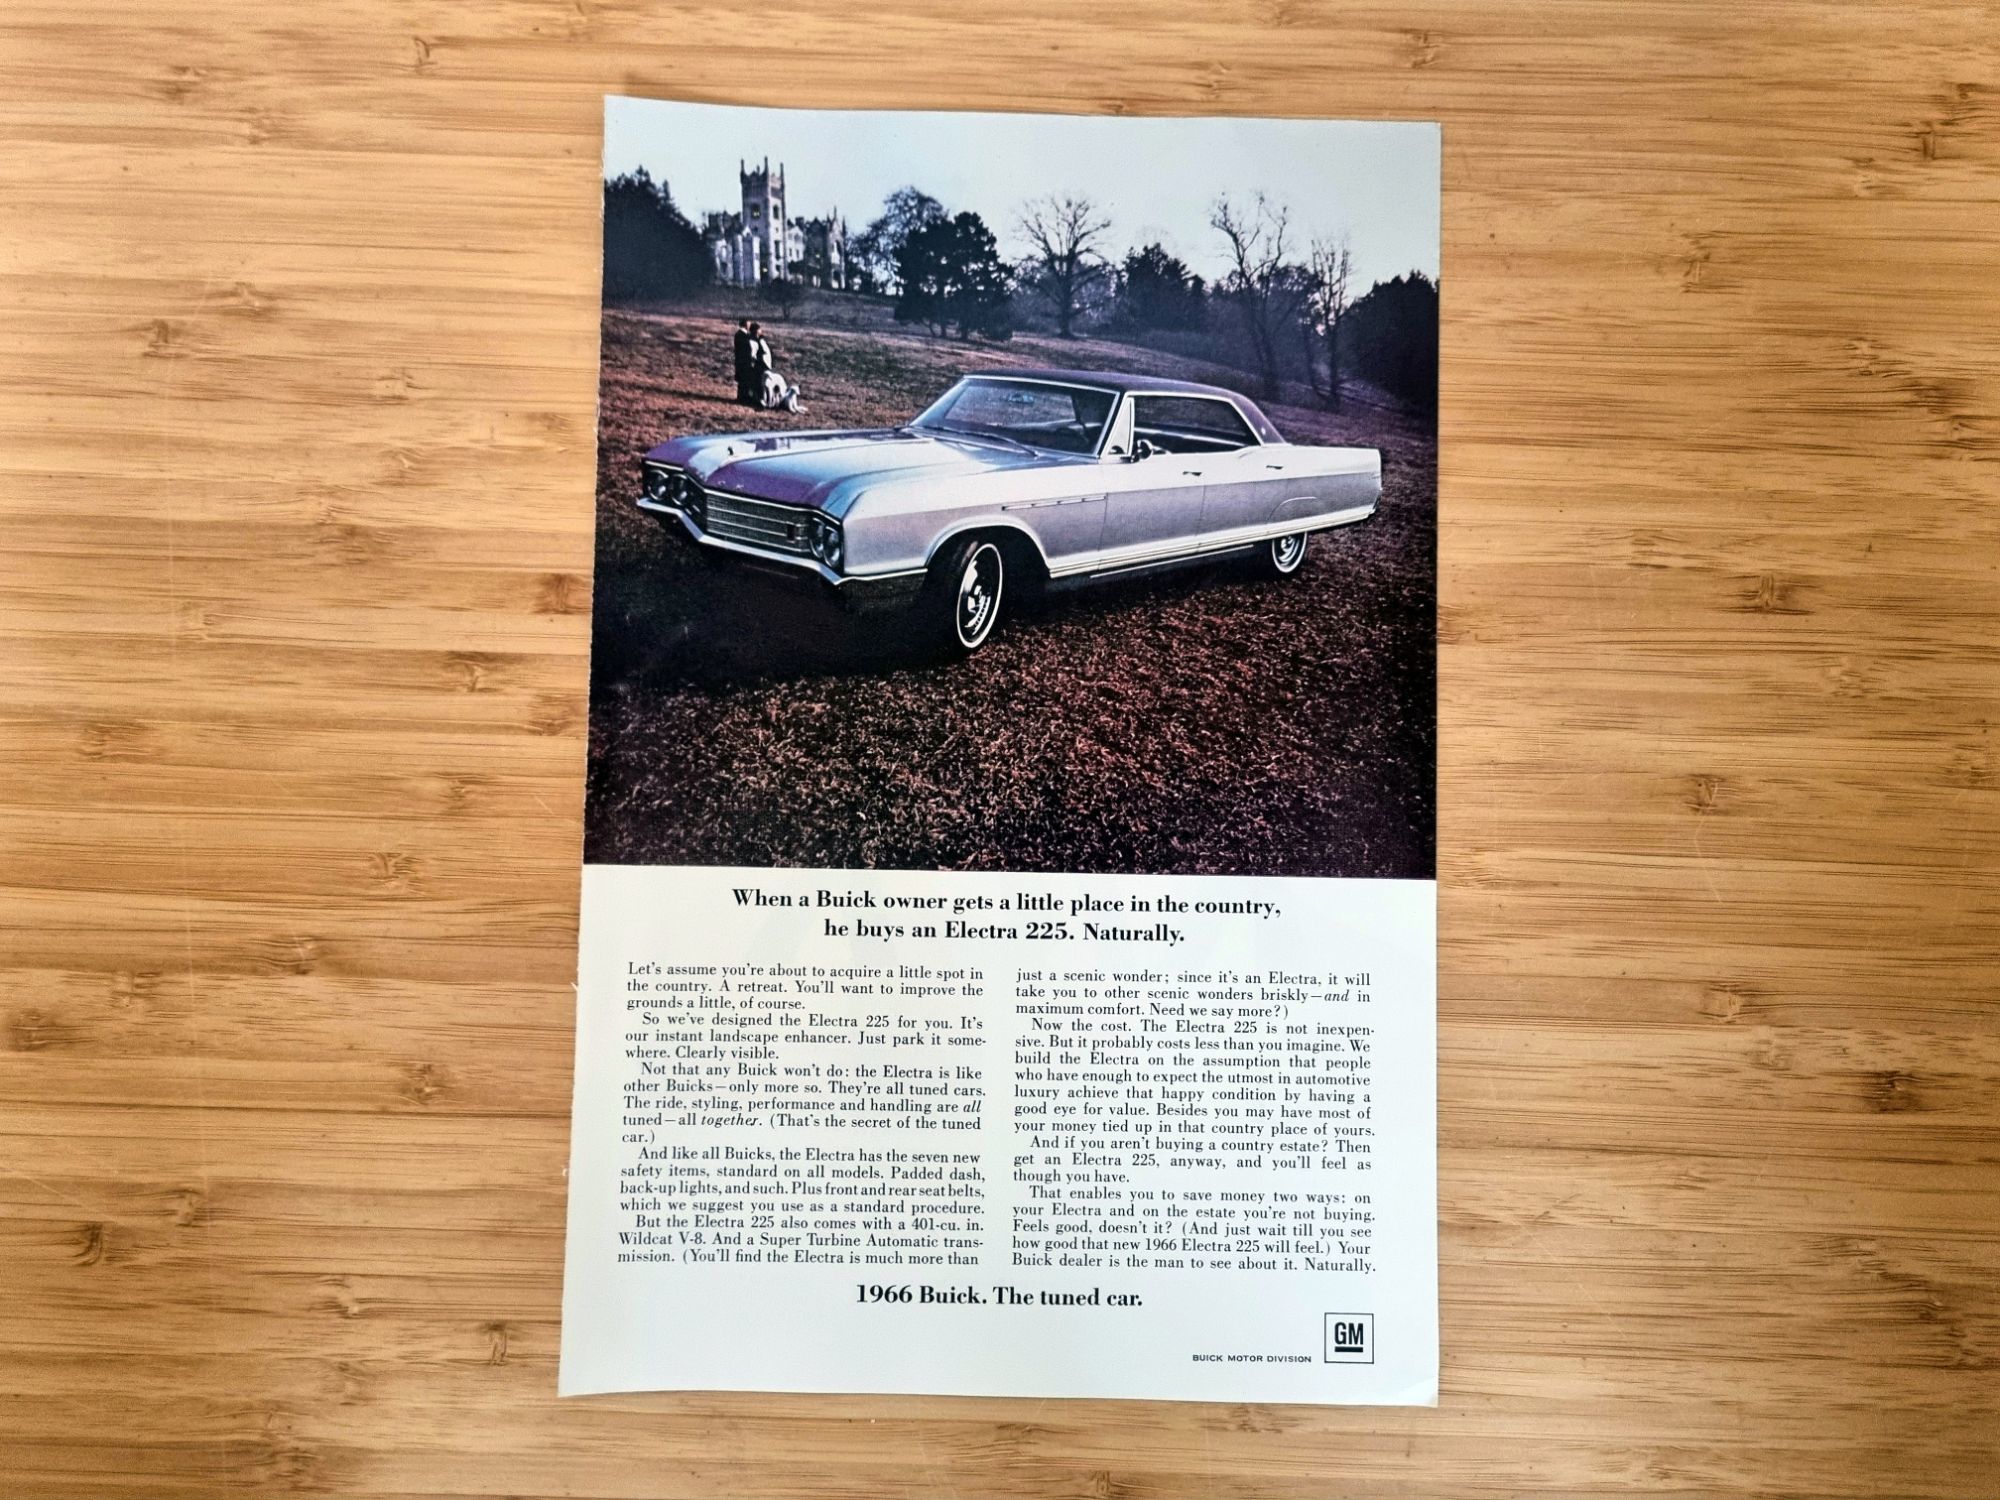 When a Buick owner gets a little place in the country,
he buys an Electra 225. Naturally.
Let's assume you're about to acquire a little spot in
the country. A retreat. You'll want to improve the
grounds a little, of course.
So we've designed the Electra 225 for you. It's
our instant landscape enhancer. Just park it some-
where. Clearly visible.
Not that any Buick won't do: the Electra is like
other Buicks—only more so. They're all tuned cars.
The ride, styling, performance and handling are all
tuned—all together. (That's the secret of the tuned
car.)
And like all Buicks, the Electra has the seven new
safety items, standard on all models. Padded dash,
back-up lights, and such. Plus front and rear seat belts,
which we suggest you use as a standard procedure.
But the Electra 225 also comes with a 401-cu. in.
Wildcat V-8. And a Super Turbine Automatic trans-
mission. (You'll find the Electra is much more than
just a scenic wonder; since it's an Electra, it will
take you to other scenic wonders briskly—and in
maximum comfort. Need we say more?)
Now the cost. The Electra 225 is not inexpen-
sive. But it probably costs less than you imagine. We
build the Electra on the assumption that people
who have enough to expect the utmost in automotive
luxury achieve that happy condition by having a
good eye for value. Besides you may have most of
your money tied up in that country place of yours.
And if you aren't buying a country estate? Then
get an Electra 225, anyway, and you'll feel as
though you have.
That enables you to save money two ways: on
your Electra and on the estate you're not buying.
Feels good, doesn't it? (And just wait till you see
how good that new 1966 Electra 225 will feel.) Your
Buick dealer is the man to see about it. Naturally.
1966 Buick. The tuned car.
GM
BUICK MOTOR DIVISION